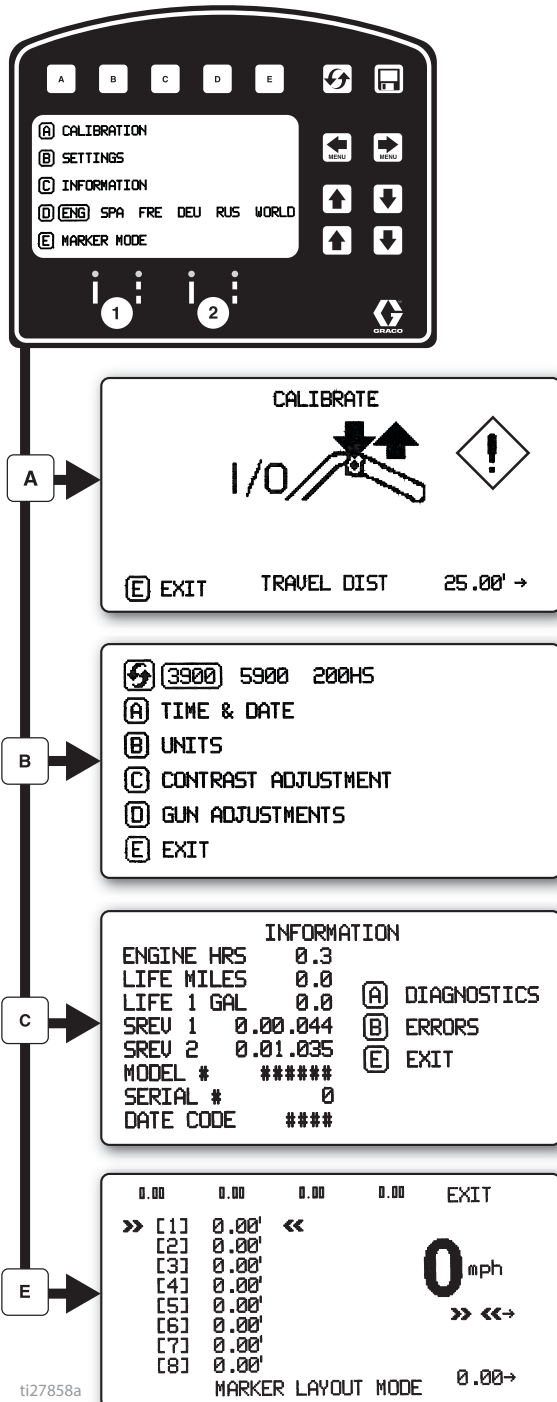 A B C D E
A CALIBRATION
B SETTINGS
MENU MENU
C INFORMATION
D ENG SPA FRE DEU RUS WORLD
E MARKER MODE
1 2
GRACO
CALIBRATE
A
I/O !
E EXIT TRAVEL DIST 25.00' →
3900 5900 200HS
A TIME & DATE
B UNITS
B
C CONTRAST ADJUSTMENT
D GUN ADJUSTMENTS
E EXIT
INFORMATION
ENGINE HRS 0.3
LIFE MILES 0.0
LIFE 1 GAL 0.0
A DIAGNOSTICS
SREV 1 0.00.044
B ERRORS
C
SREV 2 0.01.035
E EXIT
MODEL # ######
SERIAL # 0
DATE CODE ####
0.00 0.00 0.00 0.00 EXIT
>> [1] 0.00' <<
[2] 0.00'
[3] 0.00'
0 mph
[4] 0.00'
E
[5] 0.00'
>> <<→
[6] 0.00'
[7] 0.00'
[8] 0.00'
MARKER LAYOUT MODE 0.00→
ti27858a